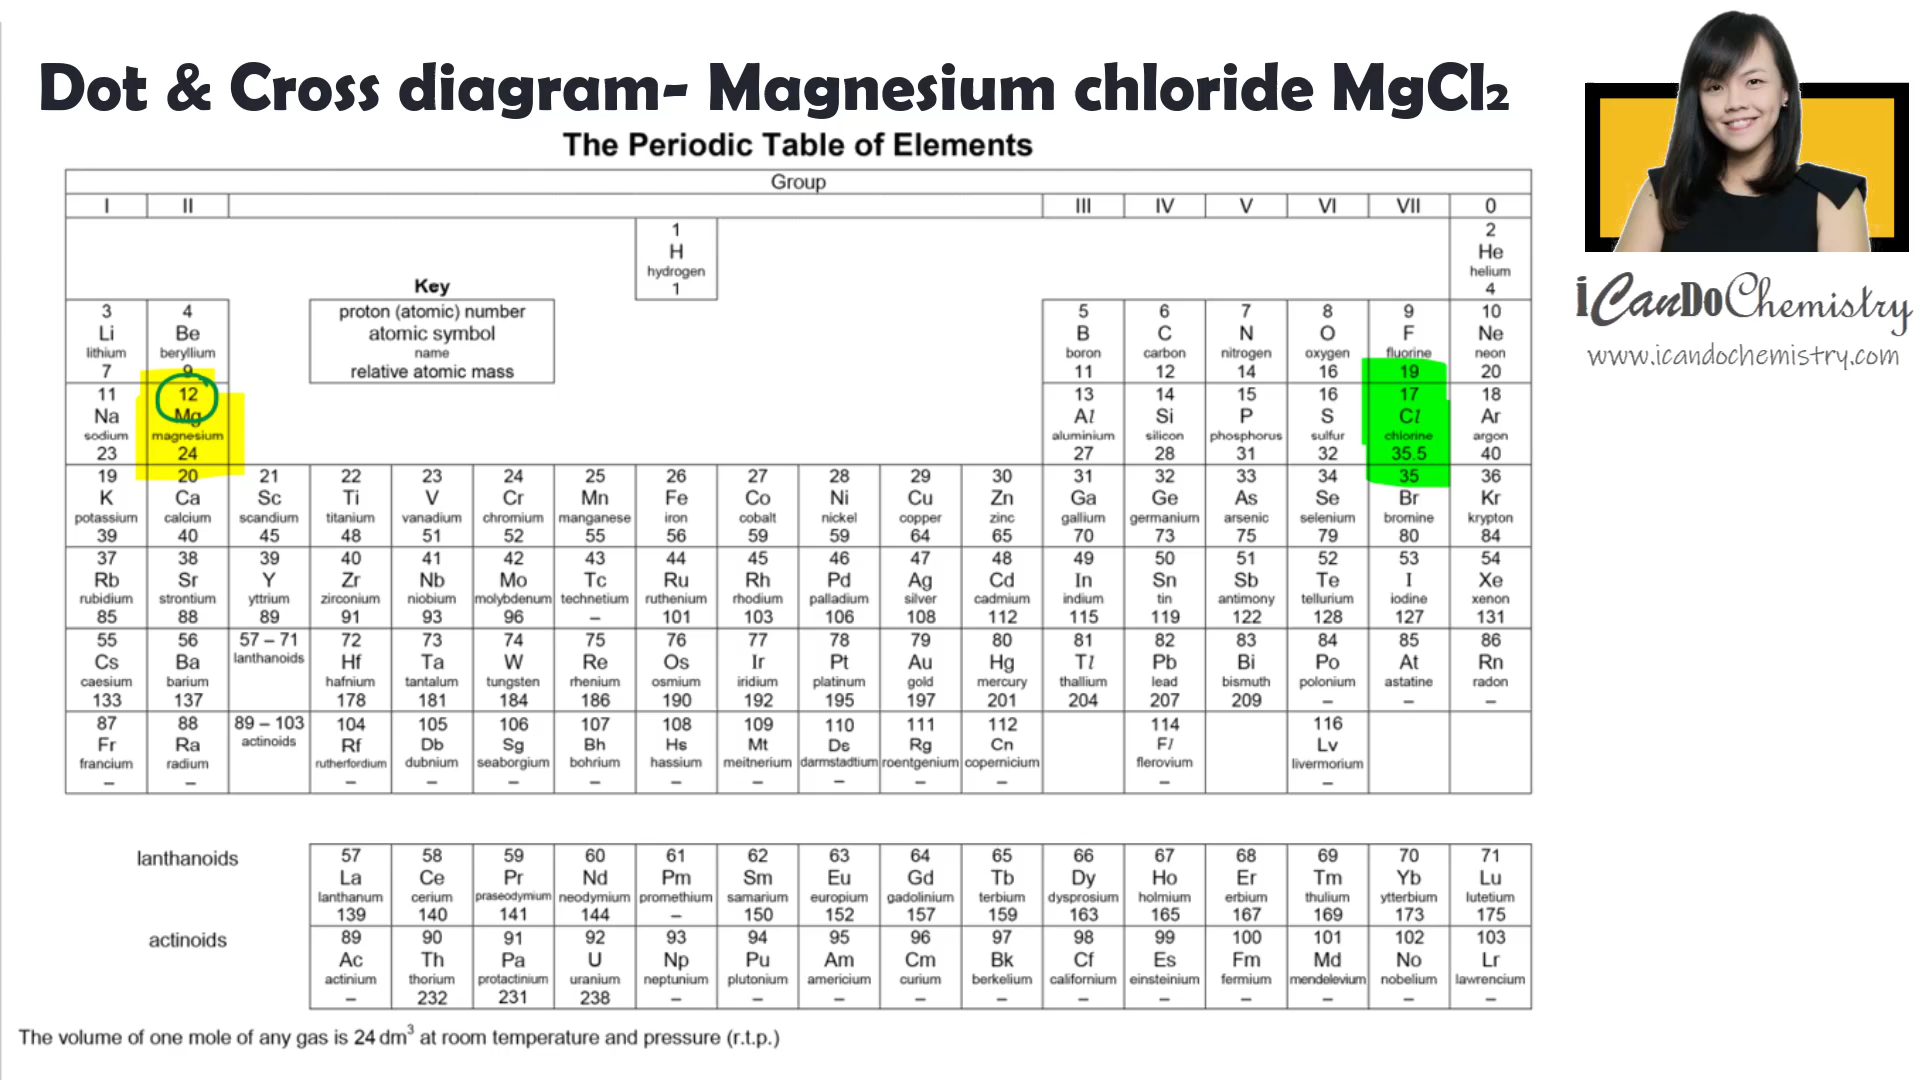 Dot & Cross diagram- Magnesium chloride MgCl₂
The Periodic Table of Elements
Group
I II III IV V VI VII 0
1 2
H He
hydrogen helium
1 4
Key
proton (atomic) number
atomic symbol
name
relative atomic mass
3 4 5 6 7 8 9 10
Li Be B C N O F Ne
lithium beryllium boron carbon nitrogen oxygen fluorine neon
7 9 11 12 14 16 19 20
11 12 13 14 15 16 17 18
Na Mg Al Si P S Cl Ar
sodium magnesium aluminium silicon phosphorus sulfur chlorine argon
23 24 27 28 31 32 35.5 40
19 20 21 22 23 24 25 26 27 28 29 30 31 32 33 34 35 36
K Ca Sc Ti V Cr Mn Fe Co Ni Cu Zn Ga Ge As Se Br Kr
potassium calcium scandium titanium vanadium chromium manganese iron cobalt nickel copper zinc gallium germanium arsenic selenium bromine krypton
39 40 45 48 51 52 55 56 59 59 64 65 70 73 75 79 80 84
37 38 39 40 41 42 43 44 45 46 47 48 49 50 51 52 53 54
Rb Sr Y Zr Nb Mo Tc Ru Rh Pd Ag Cd In Sn Sb Te I Xe
rubidium strontium yttrium zirconium niobium molybdenum technetium ruthenium rhodium palladium silver cadmium indium tin antimony tellurium iodine xenon
85 88 89 91 93 96 – 101 103 106 108 112 115 119 122 128 127 131
55 56 57 – 71 72 73 74 75 76 77 78 79 80 81 82 83 84 85 86
Cs Ba lanthanoids Hf Ta W Re Os Ir Pt Au Hg Tl Pb Bi Po At Rn
caesium barium hafnium tantalum tungsten rhenium osmium iridium platinum gold mercury thallium lead bismuth polonium astatine radon
133 137 178 181 184 186 190 192 195 197 201 204 207 209 – – –
87 88 89 – 103 104 105 106 107 108 109 110 111 112 114 116
Fr Ra actinoids Rf Db Sg Bh Hs Mt Ds Rg Cn Fl Lv
francium radium rutherfordium dubnium seaborgium bohrium hassium meitnerium darmstadtium roentgenium copernicium flerovium livermorium
– – – – – – – – – – – – –
lanthanoids
57 58 59 60 61 62 63 64 65 66 67 68 69 70 71
La Ce Pr Nd Pm Sm Eu Gd Tb Dy Ho Er Tm Yb Lu
lanthanum cerium praseodymium neodymium promethium samarium europium gadolinium terbium dysprosium holmium erbium thulium ytterbium lutetium
139 140 141 144 – 150 152 157 159 163 165 167 169 173 175
actinoids
89 90 91 92 93 94 95 96 97 98 99 100 101 102 103
Ac Th Pa U Np Pu Am Cm Bk Cf Es Fm Md No Lr
actinium thorium protactinium uranium neptunium plutonium americium curium berkelium californium einsteinium fermium mendelevium nobelium lawrencium
– 232 231 238 – – – – – – – – – – –
The volume of one mole of any gas is 24 dm³ at room temperature and pressure (r.t.p.)
iCanDoChemistry
www.icandochemistry.com